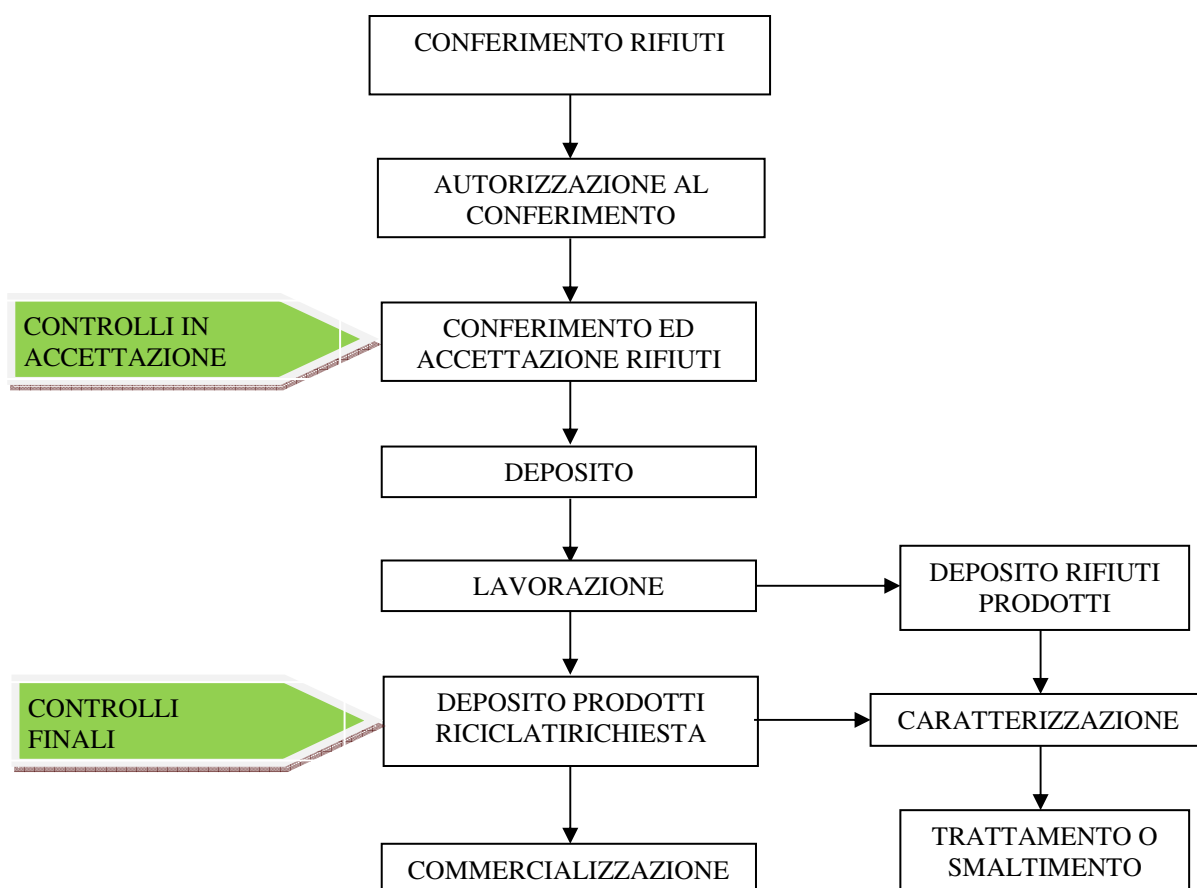 CONFERIMENTO RIFIUTI
AUTORIZZAZIONE AL
CONFERIMENTO
CONTROLLI IN
ACCETTAZIONE
CONFERIMENTO ED
ACCETTAZIONE RIFIUTI
DEPOSITO
LAVORAZIONE
DEPOSITO RIFIUTI
PRODOTTI
CONTROLLI
FINALI
DEPOSITO PRODOTTI
RICICLATIRICHIESTA
CARATTERIZZAZIONE
COMMERCIALIZZAZIONE
TRATTAMENTO O
SMALTIMENTO